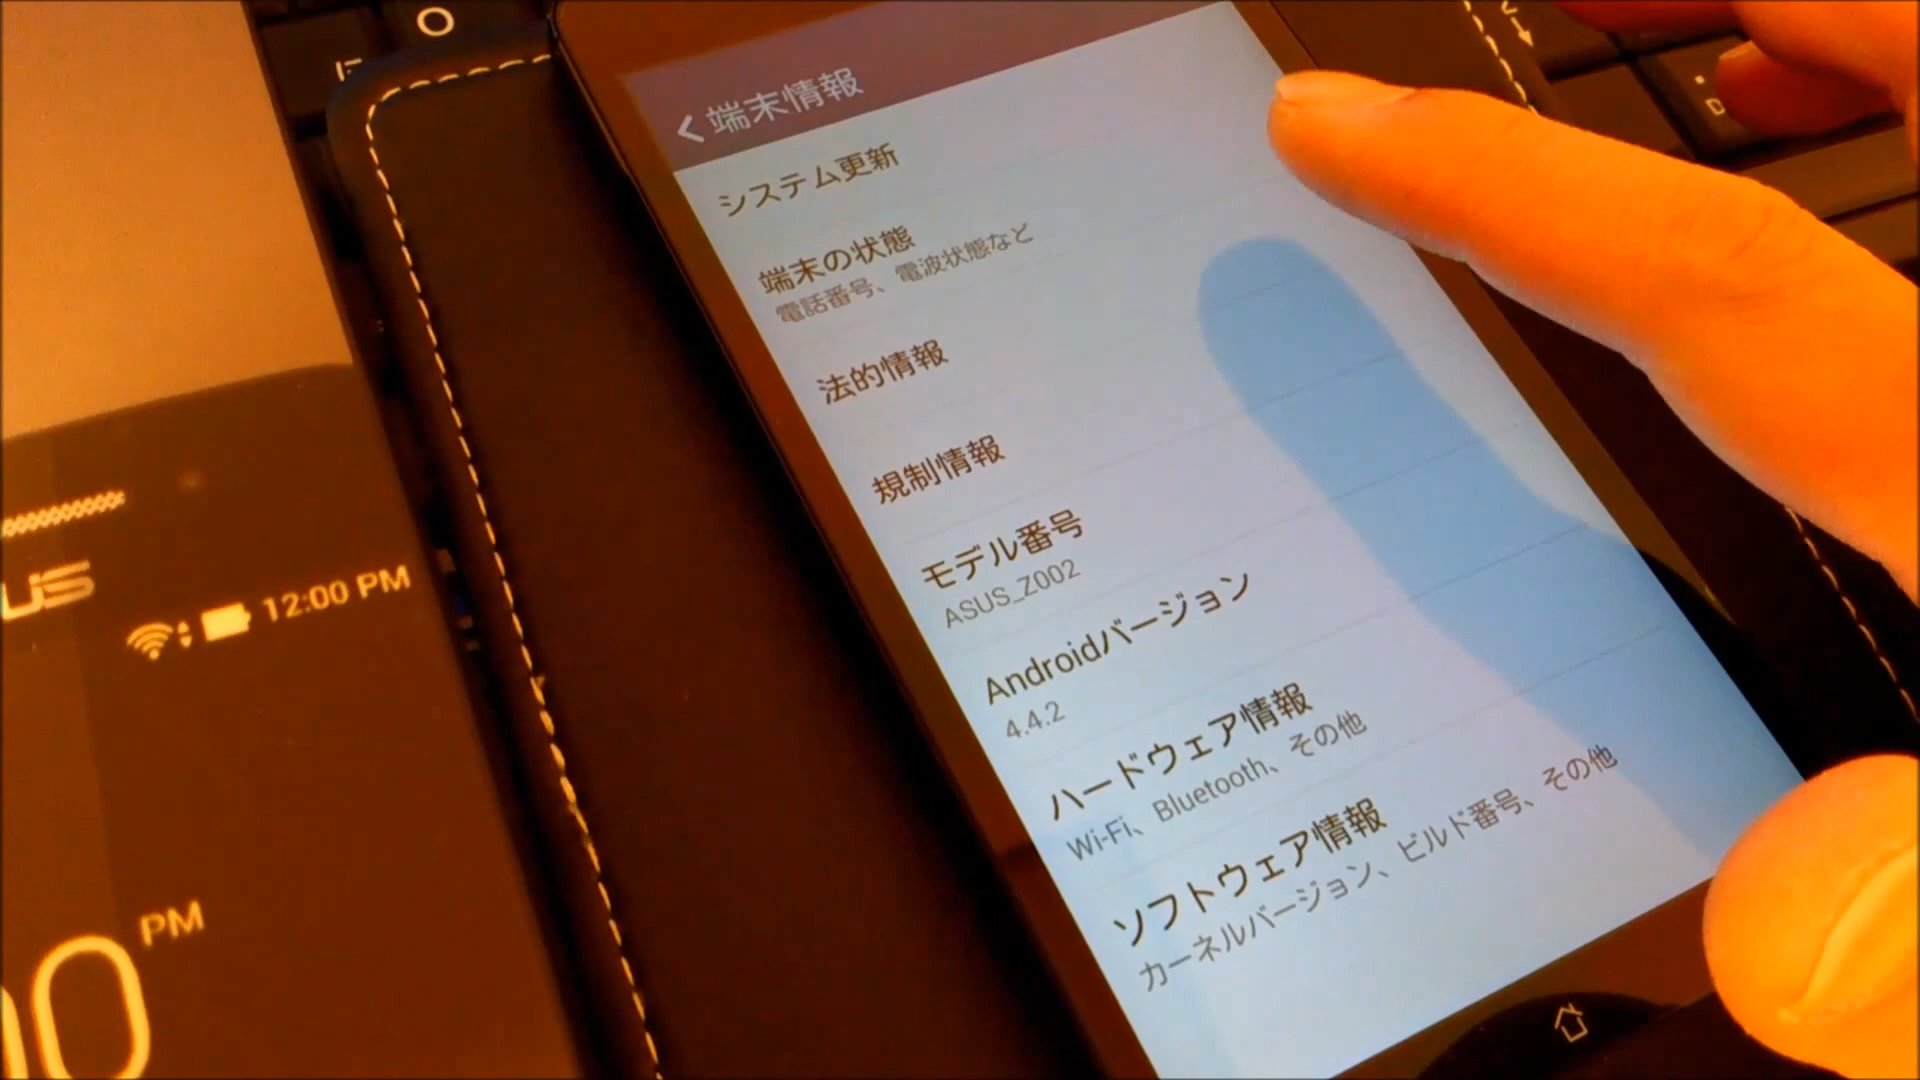 端末情報
システム更新
端末の状態
電話番号、電波状態など
法的情報
規制情報
モデル番号
ASUS_Z002
Androidバージョン
4.4.2
ハードウェア情報
Wi-Fi、Bluetooth、その他
ソフトウェア情報
カーネルバージョン、ビルド番号、その他
US
12:00 PM
PM
00
O